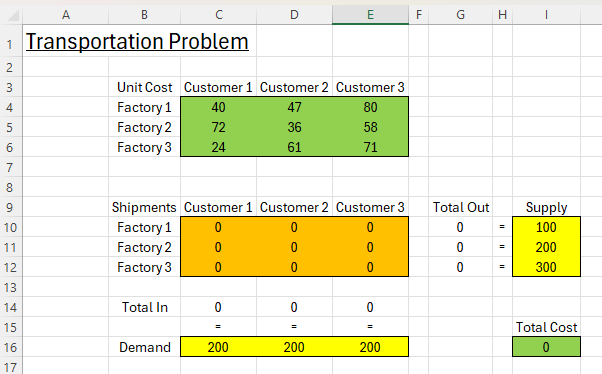 A B C D E F G H I
1 Transportation Problem
2
3 Unit Cost Customer 1 Customer 2 Customer 3
4 Factory 1 40 47 80
5 Factory 2 72 36 58
6 Factory 3 24 61 71
7
8
9 Shipments Customer 1 Customer 2 Customer 3 Total Out Supply
10 Factory 1 0 0 0 0 = 100
11 Factory 2 0 0 0 0 = 200
12 Factory 3 0 0 0 0 = 300
13
14 Total In 0 0 0
15 = = = Total Cost
16 Demand 200 200 200 0
17